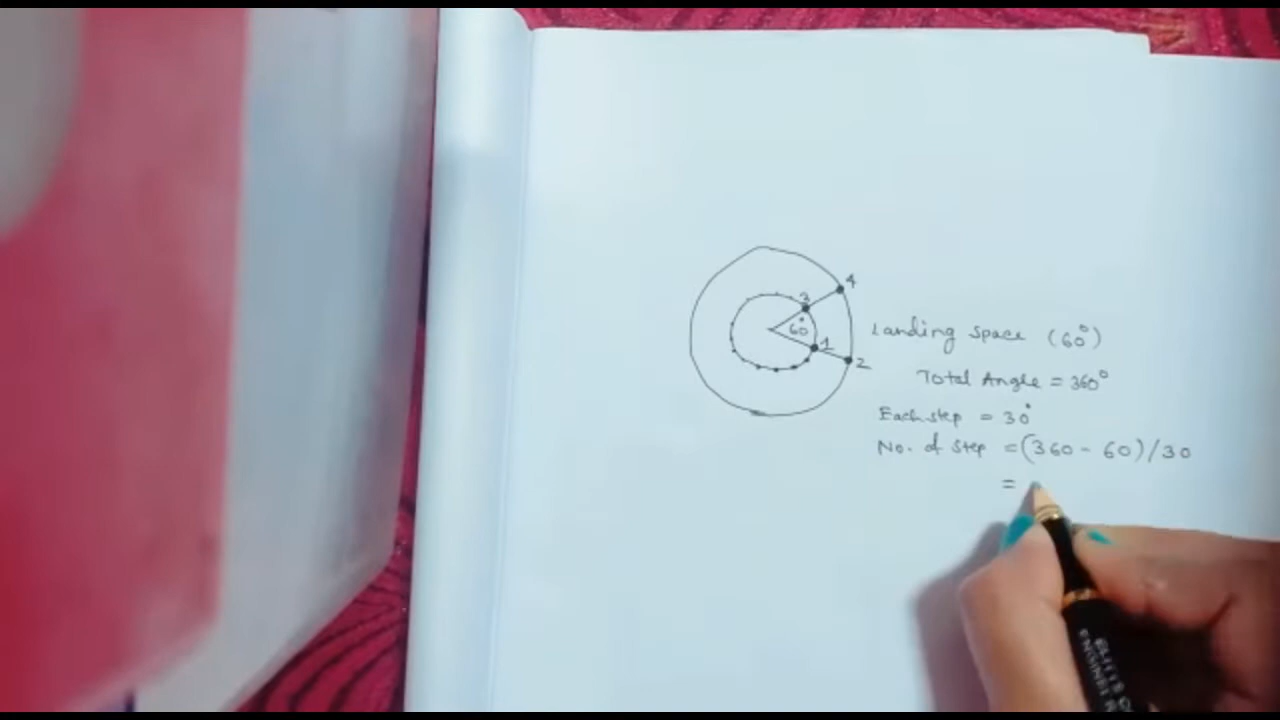 4
3
60°
1
2
Landing space (60°)
Total Angle = 360°
Each step = 30°
No. of Step = (360 - 60)/30
=